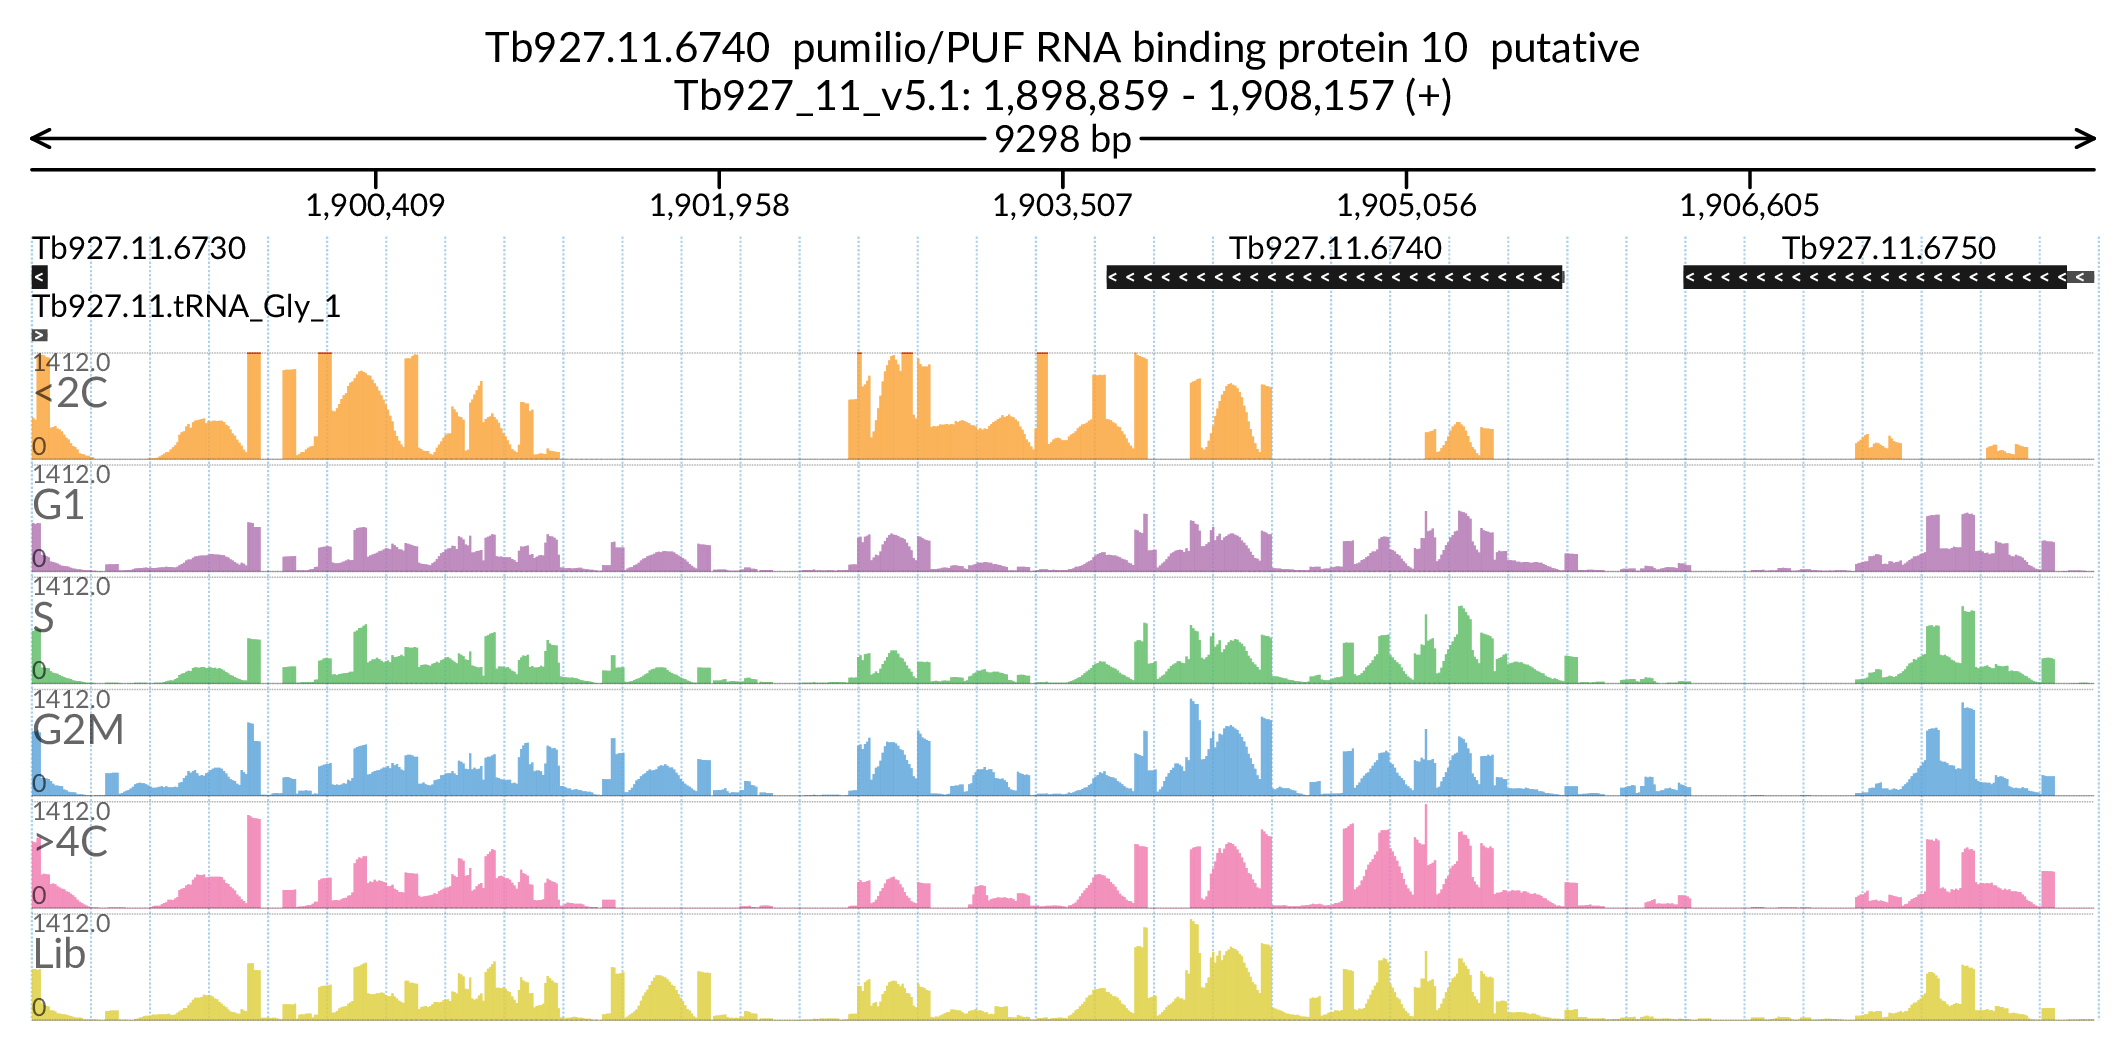 Tb927.11.6740  pumilio/PUF RNA binding protein 10  putative
Tb927_11_v5.1: 1,898,859 - 1,908,157 (+)
9298 bp
1,900,409 1,901,958 1,903,507 1,905,056 1,906,605
Tb927.11.6730 Tb927.11.6740 Tb927.11.6750
Tb927.11.tRNA_Gly_1
1412.0
<2C
0
1412.0
G1
0
1412.0
S
0
1412.0
G2M
0
1412.0
>4C
0
1412.0
Lib
0